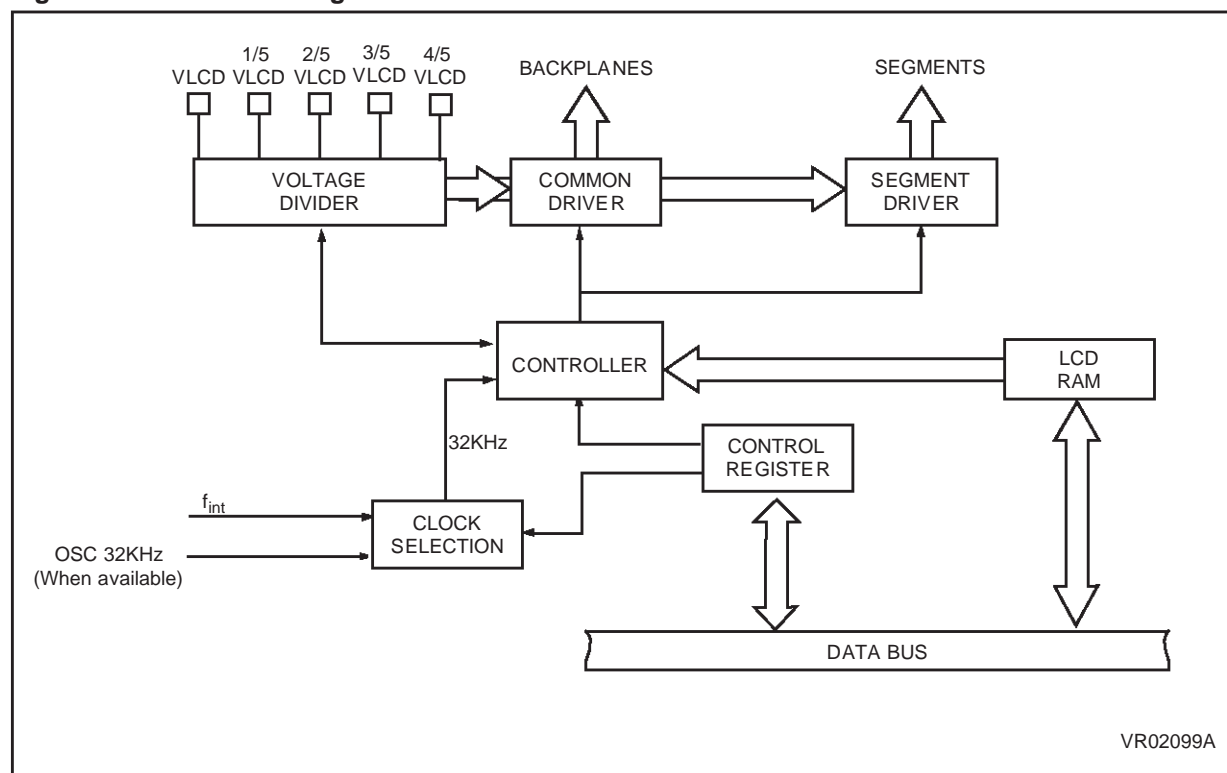 1/5 2/5 3/5 4/5
VLCD VLCD VLCD VLCD VLCD
BACKPLANES
SEGMENTS
VOLTAGE
DIVIDER
COMMON
DRIVER
SEGMENT
DRIVER
CONTROLLER
LCD
RAM
32KHz
CONTROL
REGISTER
f_int
CLOCK
SELECTION
OSC 32KHz
(When available)
DATA BUS
VR02099A